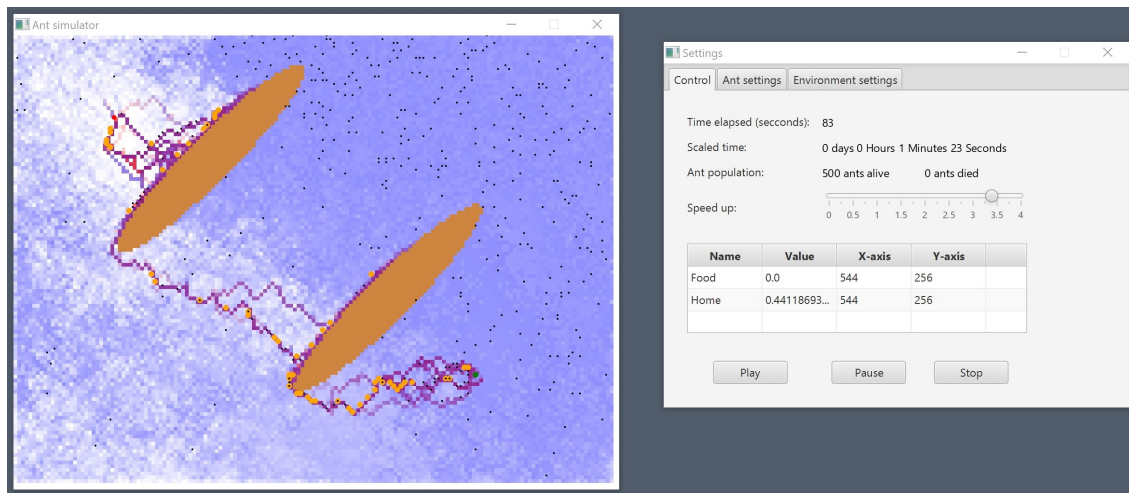 Ant simulator
Settings
Control Ant settings Environment settings
Time elapsed (secconds): 83
Scaled time: 0 days 0 Hours 1 Minutes 23 Seconds
Ant population: 500 ants alive 0 ants died
Speed up:
0 0.5 1 1.5 2 2.5 3 3.5 4
Name Value X-axis Y-axis
Food 0.0 544 256
Home 0.44118693... 544 256
Play Pause Stop